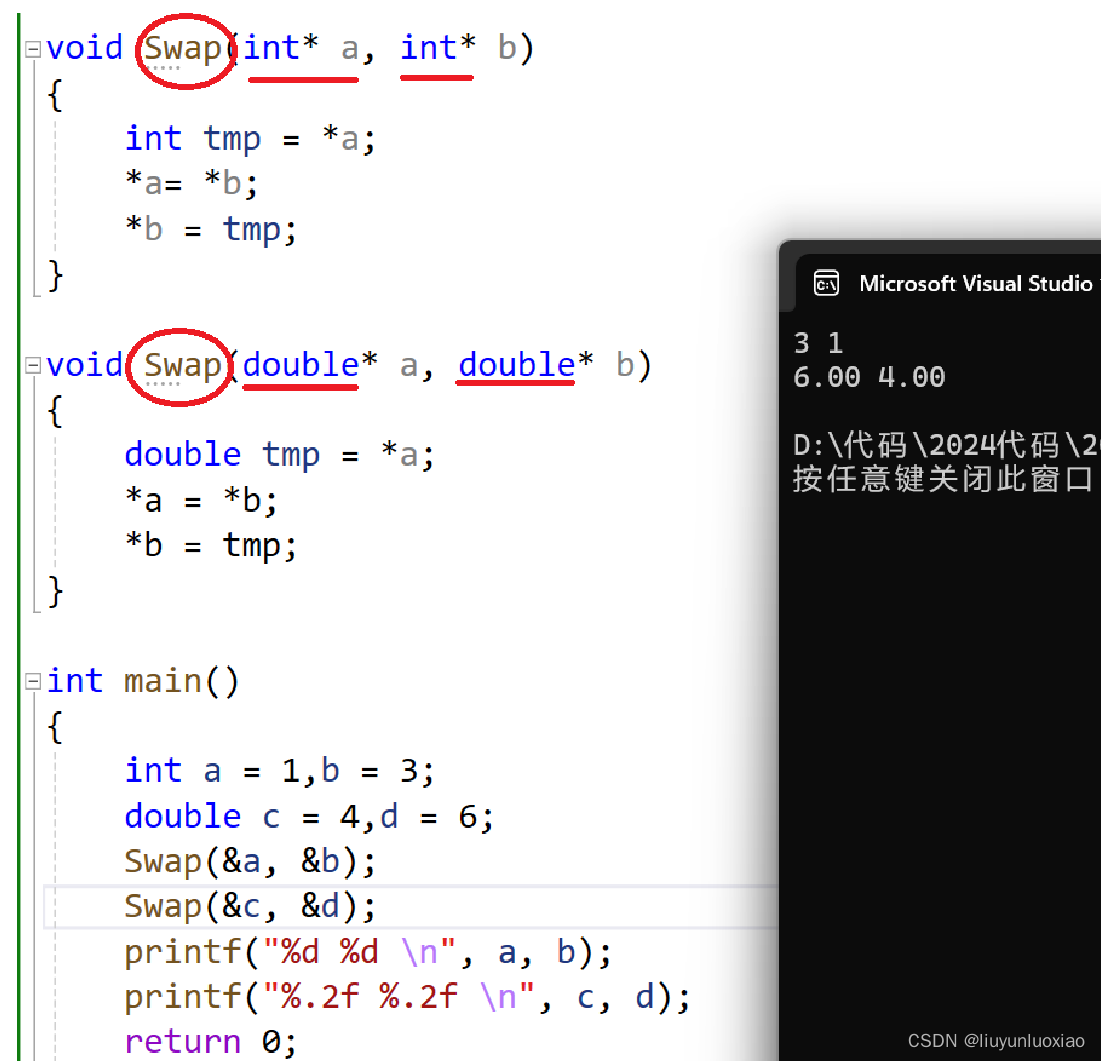 void Swap(int* a, int* b)
{
int tmp = *a;
*a= *b;
*b = tmp;
}
void Swap(double* a, double* b)
{
double tmp = *a;
*a = *b;
*b = tmp;
}
int main()
{
int a = 1,b = 3;
double c = 4,d = 6;
Swap(&a, &b);
Swap(&c, &d);
printf("%d %d \n", a, b);
printf("%.2f %.2f \n", c, d);
return 0;
Microsoft Visual Studio
3 1
6.00 4.00
D:\代码\2024代码\20
按任意键关闭此窗口
CSDN @liuyunluoxiao